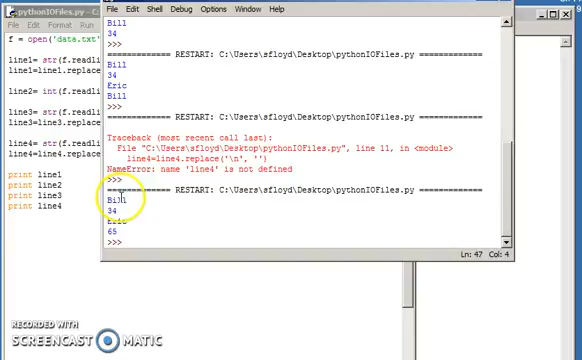 pythonIOFiles.py - C:
File Edit Format Run
f = open('data.txt'
line1= str(f.readli
line1=line1.replace
line2= int(f.readli
line3= str(f.readli
line3=line3.replace
line4= str(f.readli
line4=line4.replace
print line1
print line2
print line3
print line4
File Edit Shell Debug Options Window Help
Bill
34
>>>
============= RESTART: C:\Users\floyd\Desktop\pythonIOFiles.py =============
Bill
34
Eric
Bill
>>>
============= RESTART: C:\Users\floyd\Desktop\pythonIOFiles.py =============
Traceback (most recent call last):
File "C:\Users\floyd\Desktop\pythonIOFiles.py", line 11, in <module>
line4=line4.replace('\n', '')
NameError: name 'line4' is not defined
>>>
============= RESTART: C:\Users\floyd\Desktop\pythonIOFiles.py =============
Bill
34
Eric
65
>>>
Ln: 47 Col: 4
RECORDED WITH
SCREENCAST MATIC